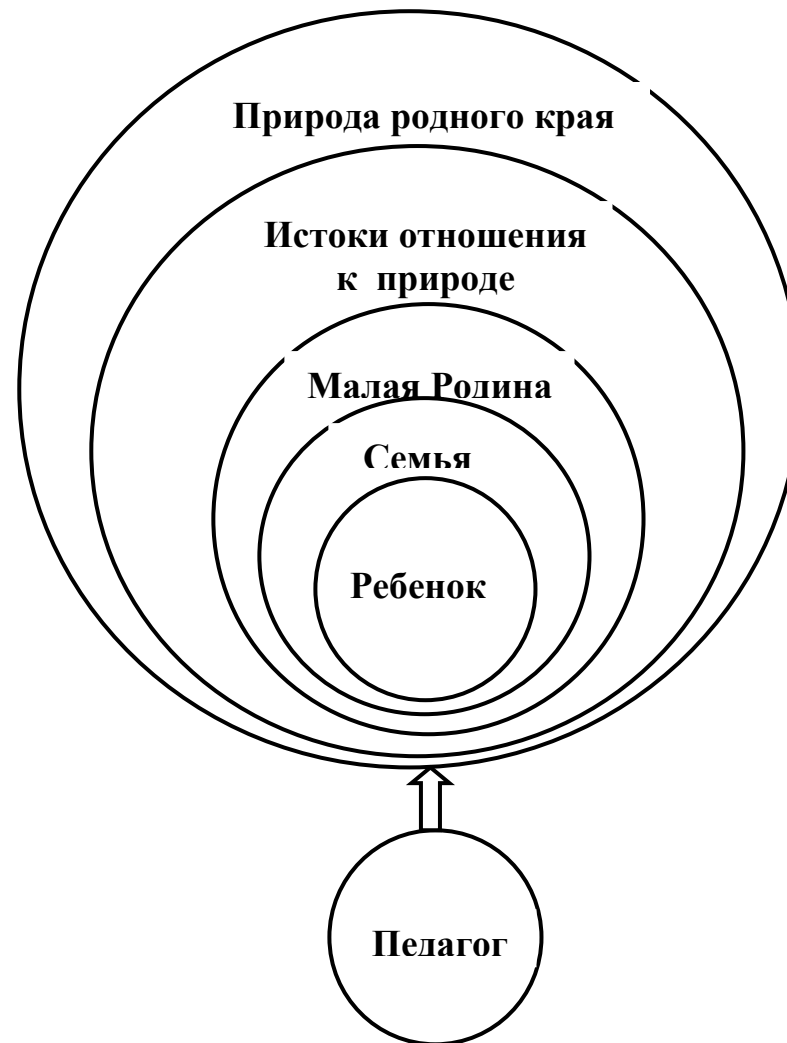 Природа родного края
Истоки отношения
к природе
Малая Родина
Семья
Ребенок
Педагог